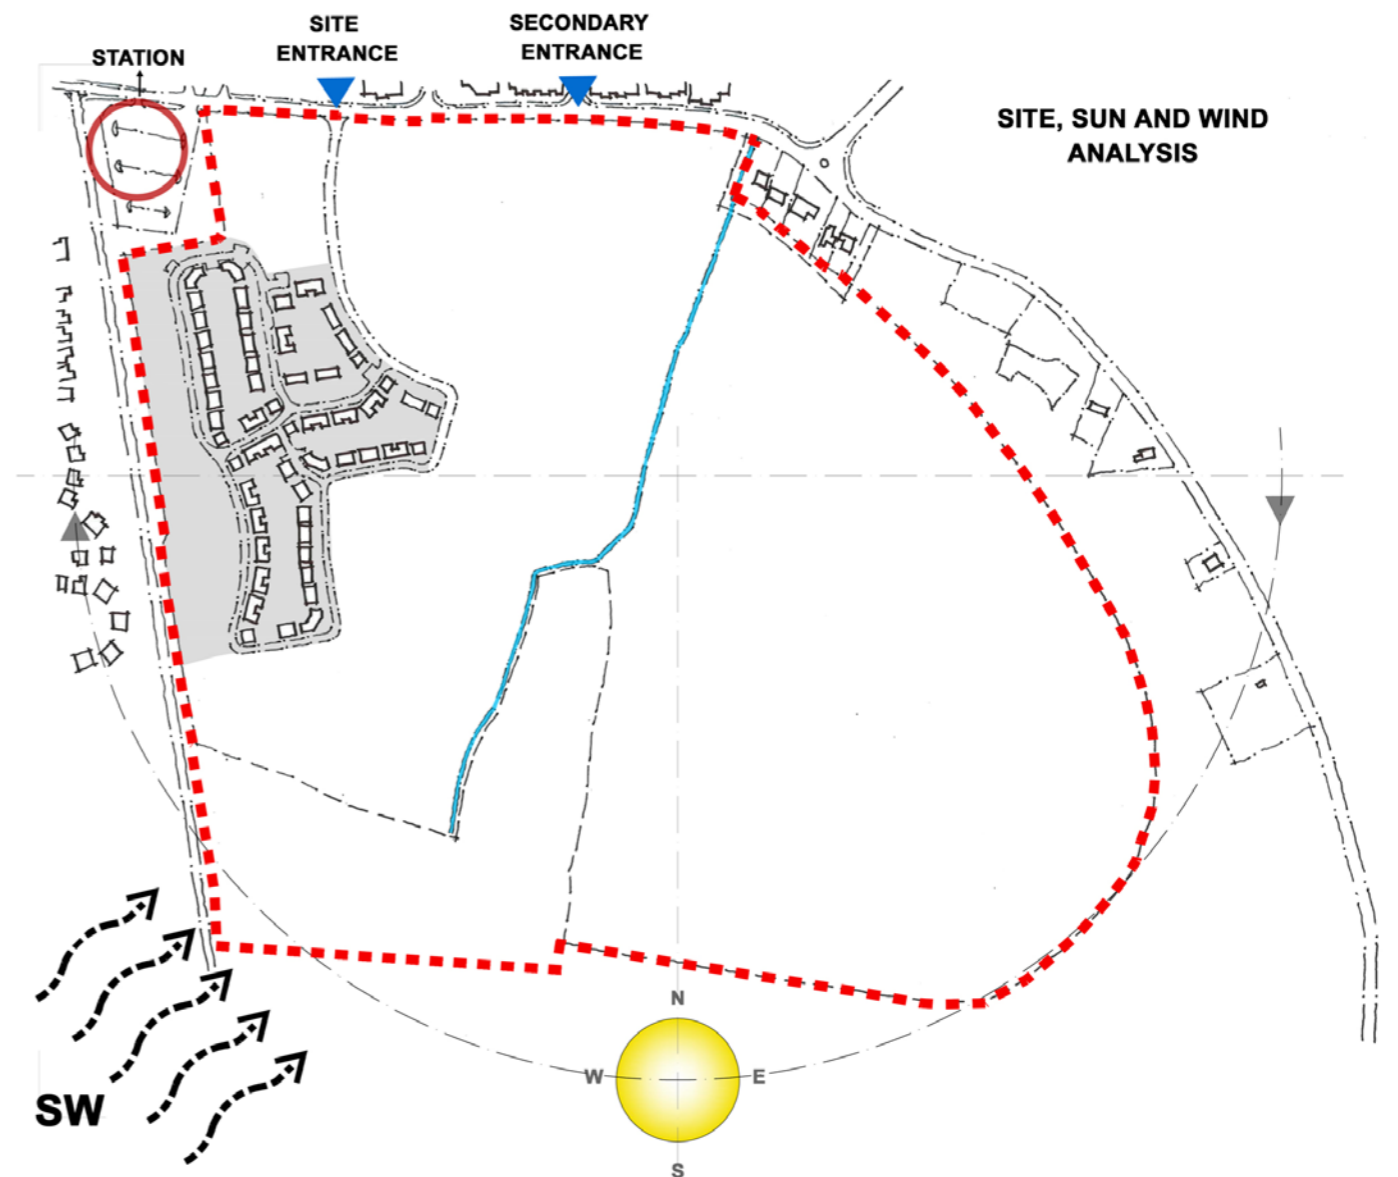 STATION
SITE
ENTRANCE
SECONDARY
ENTRANCE
SITE, SUN AND WIND
ANALYSIS
N
W
E
S
SW